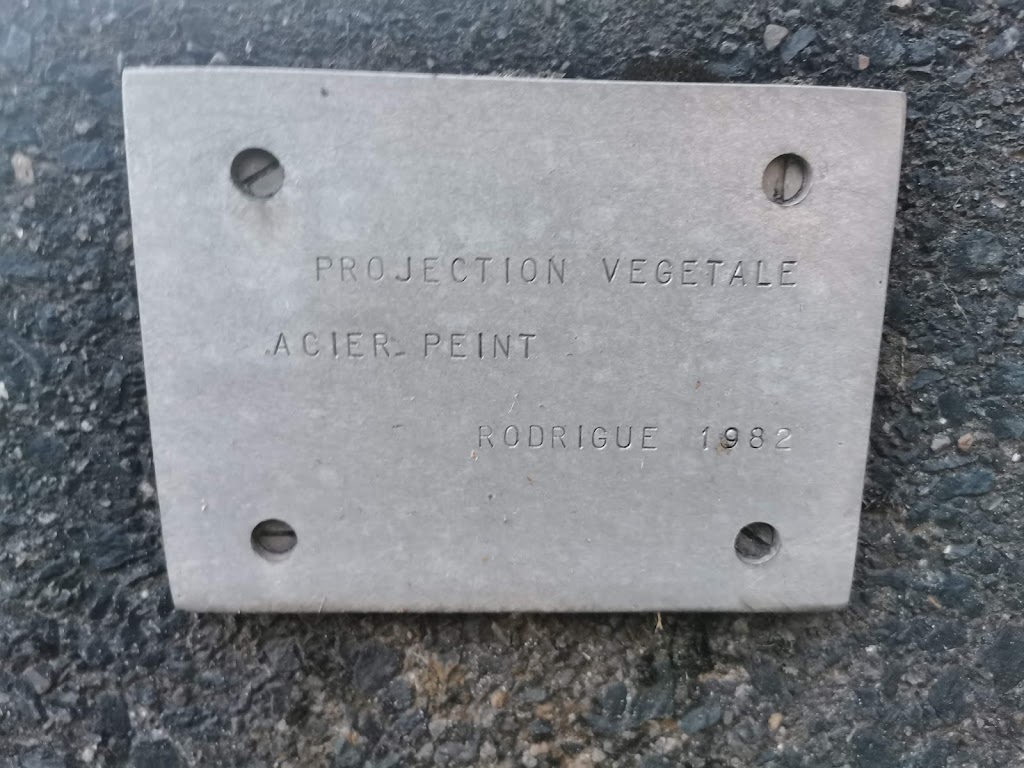 PROJECTION VEGETALE
ACIER PEINT
RODRIGUE 1982